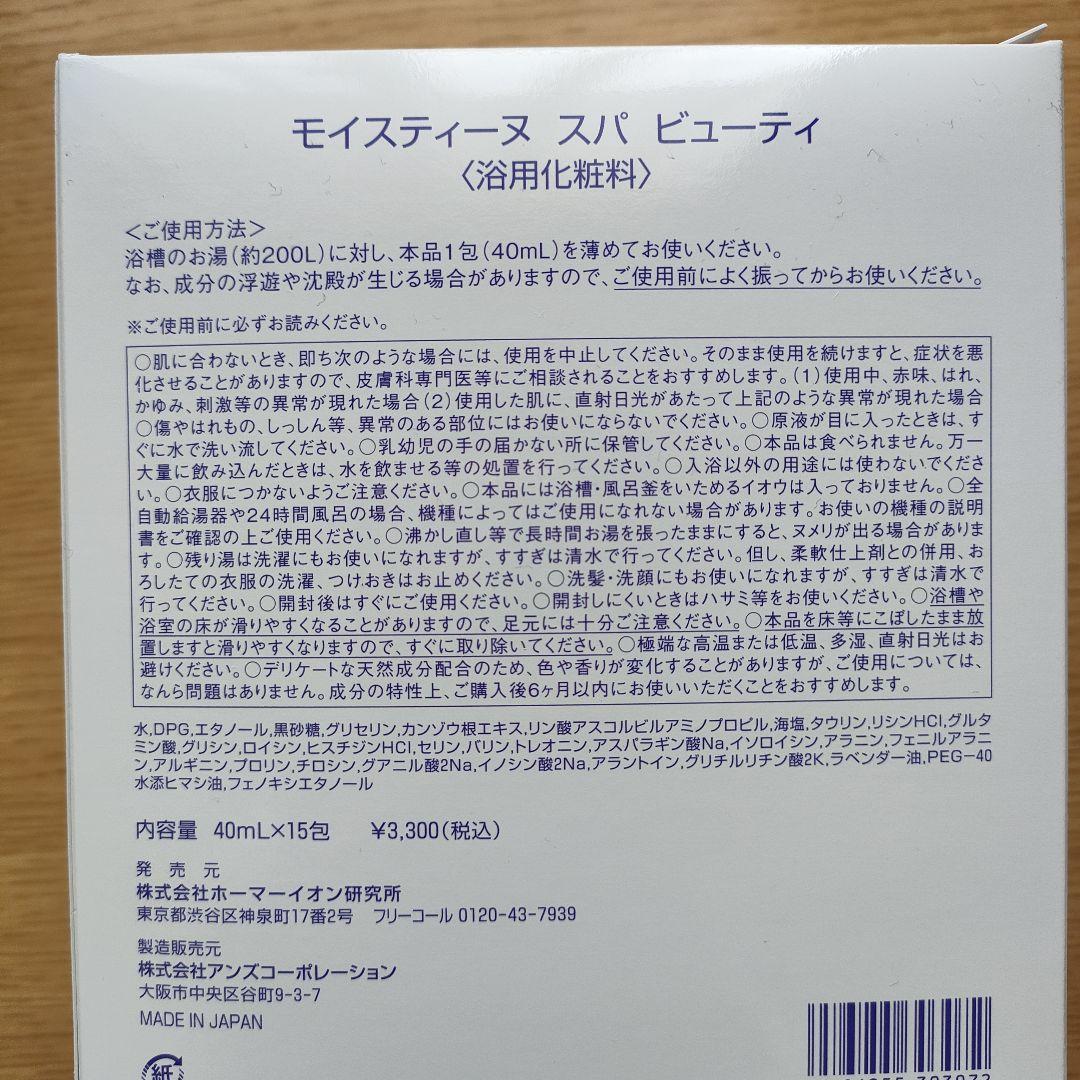 モイスティーヌ スパ ビューティ
〈浴用化粧料〉
＜ご使用方法＞
浴槽のお湯（約200L）に対し、本品1包（40mL）を薄めてお使いください。
なお、成分の浮遊や沈殿が生じる場合がありますので、ご使用前によく振ってからお使いください。
※ご使用前に必ずお読みください。
○肌に合わないとき、即ち次のような場合には、使用を中止してください。そのまま使用を続けますと、症状を悪
化させることがありますので、皮膚科専門医等にご相談されることをおすすめします。（1）使用中、赤味、はれ、
かゆみ、刺激等の異常が現れた場合（2）使用した肌に、直射日光があたって上記のような異常が現れた場合
○傷やはれもの、しっしん等、異常のある部位にはお使いにならないでください。○原液が目に入ったときは、す
ぐに水で洗い流してください。○乳幼児の手の届かない所に保管してください。○本品は食べられません。万一
大量に飲み込んだときは、水を飲ませる等の処置を行ってください。○入浴以外の用途には使わないでくださ
い。○衣服につかないようご注意ください。○本品には浴槽・風呂釜をいためるイオウは入っておりません。○全
自動給湯器や24時間風呂の場合、機種によってはご使用になれない場合があります。お使いの機種の説明
書をご確認の上ご使用ください。○沸かし直し等で長時間お湯を張ったままにすると、ヌメリが出る場合がありま
す。○残り湯は洗濯にもお使いになれますが、すすぎは清水で行ってください。但し、柔軟仕上剤との併用、お
ろしたての衣服の洗濯、つけおきはお止めください。○洗髪・洗顔にもお使いになれますが、すすぎは清水で
行ってください。○開封後はすぐにご使用ください。○開封しにくいときはハサミ等をお使いください。○浴槽や
浴室の床が滑りやすくなることがありますので、足元には十分ご注意ください。○本品を床等にこぼしたまま放
置しますと滑りやすくなりますので、すぐに取り除いてください。○極端な高温または低温、多湿、直射日光はお
避けください。○デリケートな天然成分配合のため、色や香りが変化することがありますが、ご使用については、
なんら問題はありません。成分の特性上、ご購入後6ヶ月以内にお使いいただくことをおすすめします。
水,DPG,エタノール,黒砂糖,グリセリン,カンゾウ根エキス,リン酸アスコルビルアミノプロピル,海塩,タウリン,リシンHCl,グルタ
ミン酸,グリシン,ロイシン,ヒスチジンHCl,セリン,バリン,トレオニン,アスパラギン酸Na,イソロイシン,アラニン,フェニルアラニ
ン,アルギニン,プロリン,チロシン,グアニル酸2Na,イノシン酸2Na,アラントイン,グリチルリチン酸2K,ラベンダー油,PEG-40
水添ヒマシ油,フェノキシエタノール
内容量 40mL×15包 ¥3,300（税込）
発売元
株式会社ホーマーイオン研究所
東京都渋谷区神泉町17番2号 フリーコール 0120-43-7939
製造販売元
株式会社アンズコーポレーション
大阪市中央区谷町9-3-7
MADE IN JAPAN
紙